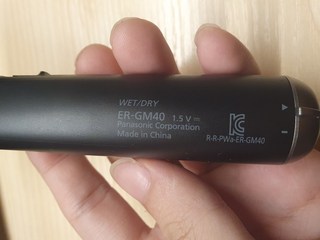 WET/DRY
ER-GM40 1.5 V
Panasonic Corporation
Made in China
R-R-PWa-ER-GM40